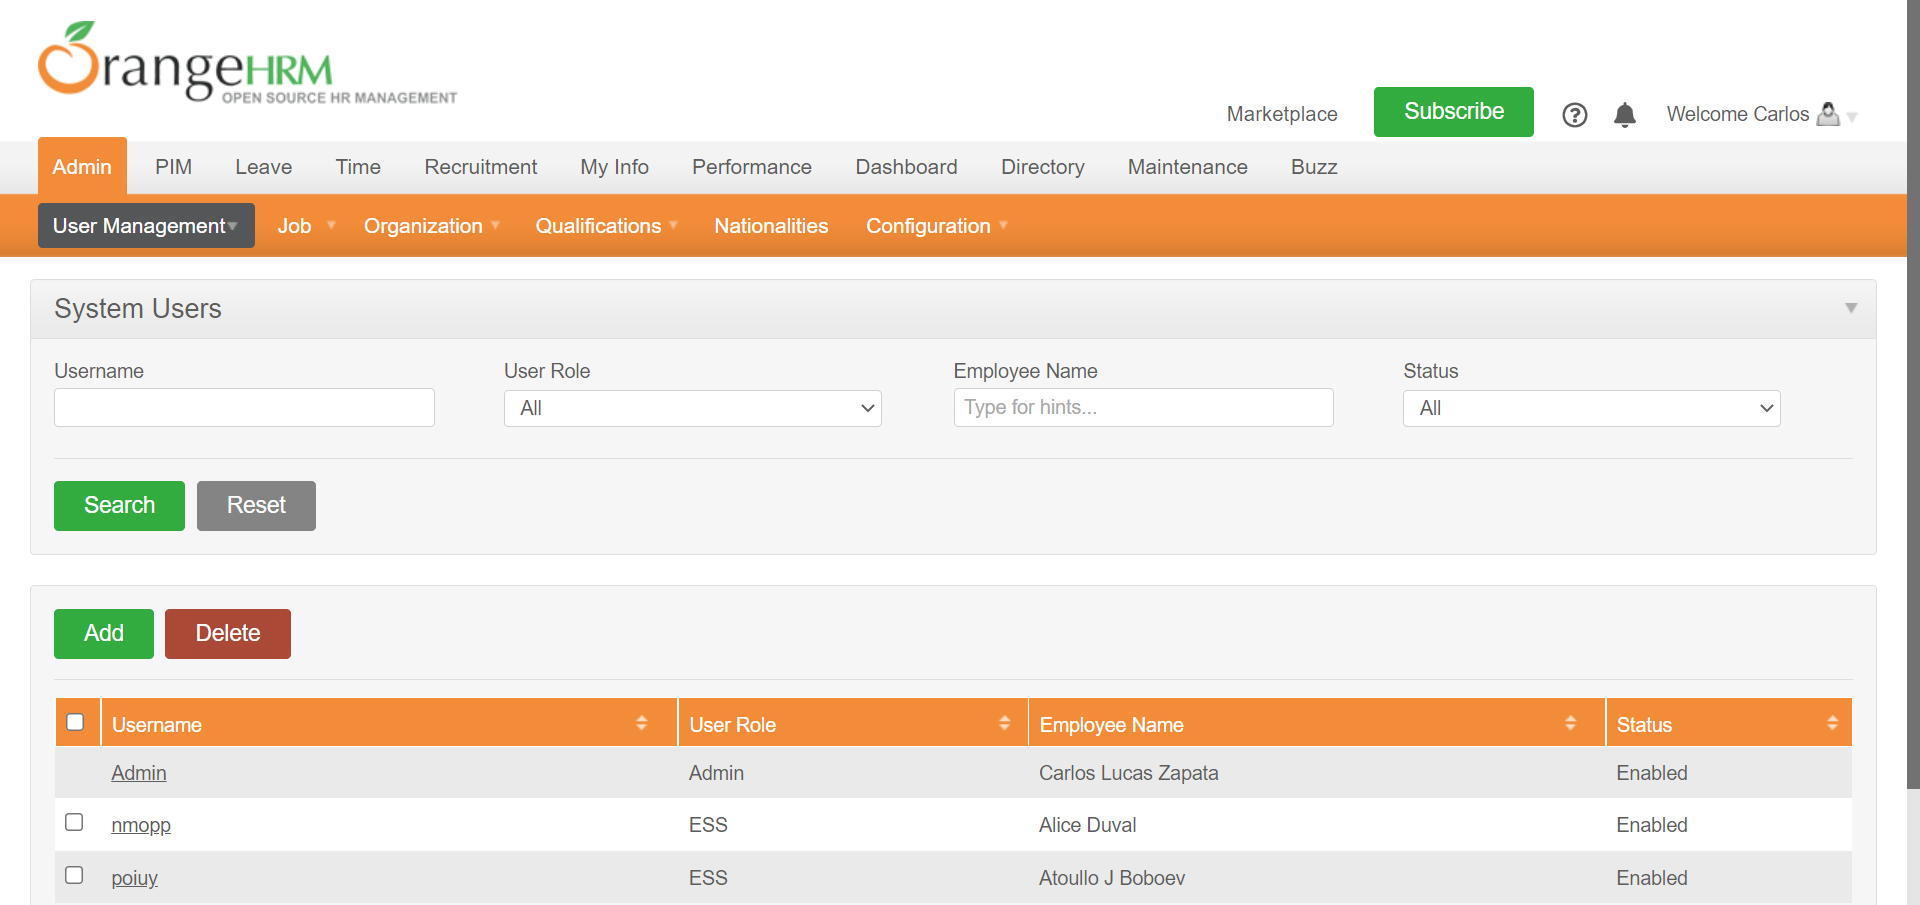 OrangeHRM
OPEN SOURCE HR MANAGEMENT
Marketplace Subscribe Welcome Carlos
Admin PIM Leave Time Recruitment My Info Performance Dashboard Directory Maintenance Buzz
User Management Job Organization Qualifications Nationalities Configuration
System Users
Username User Role Employee Name Status
All Type for hints... All
Search Reset
Add Delete
Username User Role Employee Name Status
Admin Admin Carlos Lucas Zapata Enabled
nmopp ESS Alice Duval Enabled
poiuy ESS Atoullo J Boboev Enabled